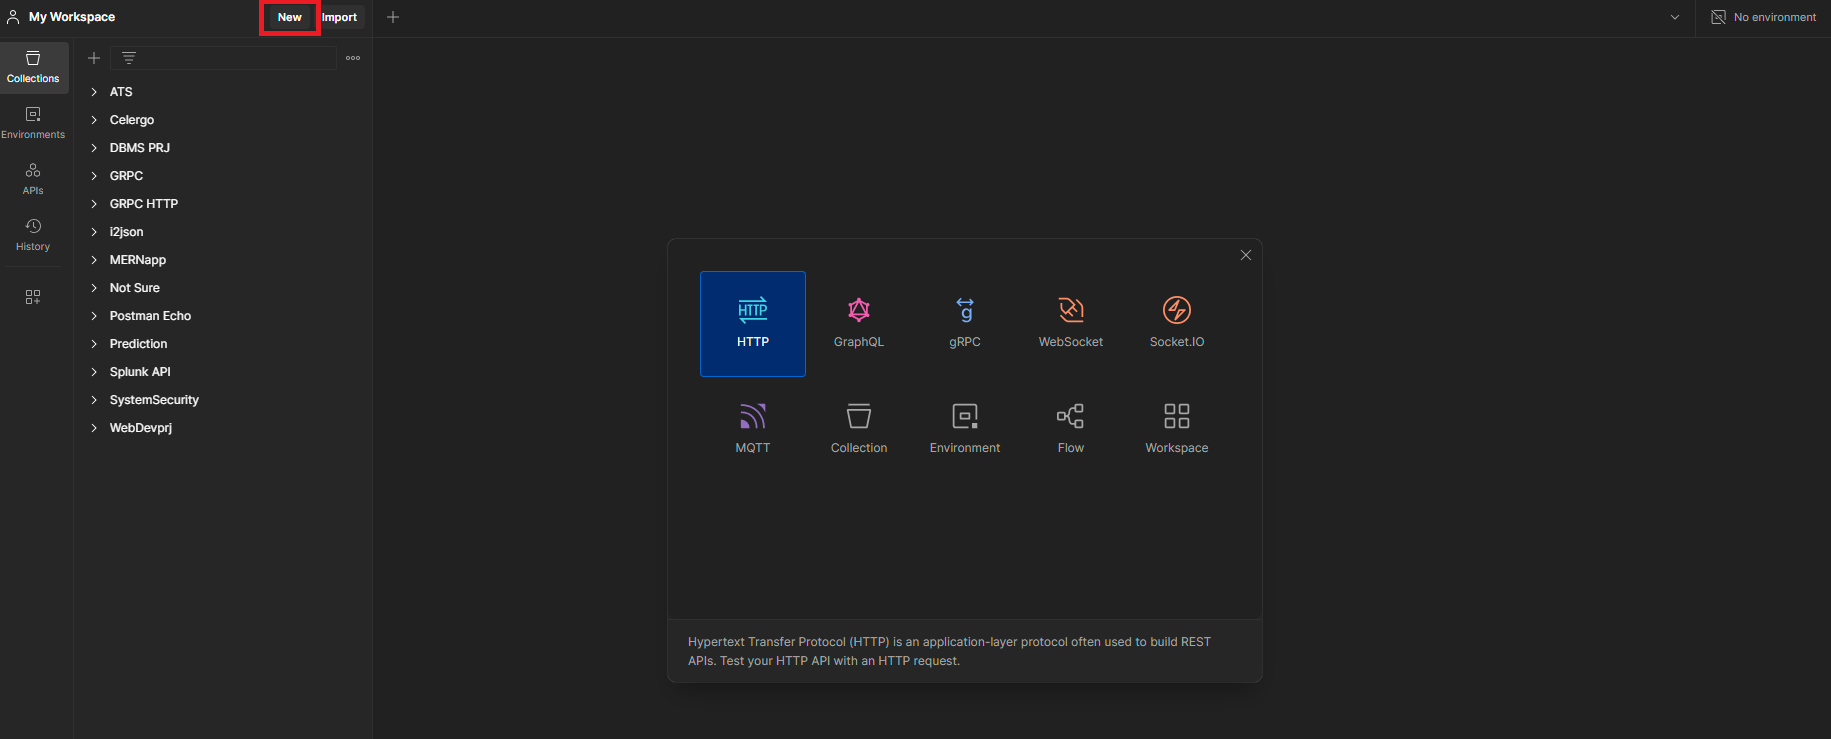 My Workspace
New
Import
No environment
Collections
Environments
APIs
History
ATS
Celergo
DBMS PRJ
GRPC
GRPC HTTP
i2json
MERNapp
Not Sure
Postman Echo
Prediction
Splunk API
SystemSecurity
WebDevprj
HTTP
HTTP
GraphQL
g
gRPC
WebSocket
Socket.IO
MQTT
Collection
Environment
Flow
Workspace
Hypertext Transfer Protocol (HTTP) is an application-layer protocol often used to build REST
APIs. Test your HTTP API with an HTTP request.